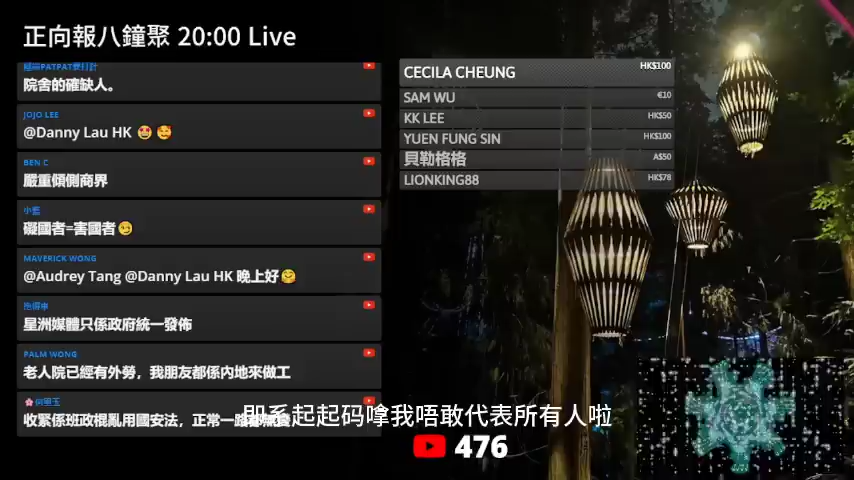 正向報八鐘聚 20:00 Live
院舍的確缺人。
JOJO LEE
@Danny Lau HK 🤩 🥰
BEN C
嚴重傾側商界
小藍
礙國者=害國者
MAVERICK WONG
@Audrey Tang @Danny Lau HK 晚上好🤗
星洲媒體只係政府統一發佈
PALM WONG
老人院已經有外勞，我朋友都係內地來做工
收緊係班政棍亂用國安法，正常一路都無變
CECILA CHEUNG HK$100
SAM WU €10
KK LEE HK$50
YUEN FUNG SIN HK$100
貝勒格格 A$50
LIONKING88 HK$78
即系起起码嗱我唔敢代表所有人啦
476